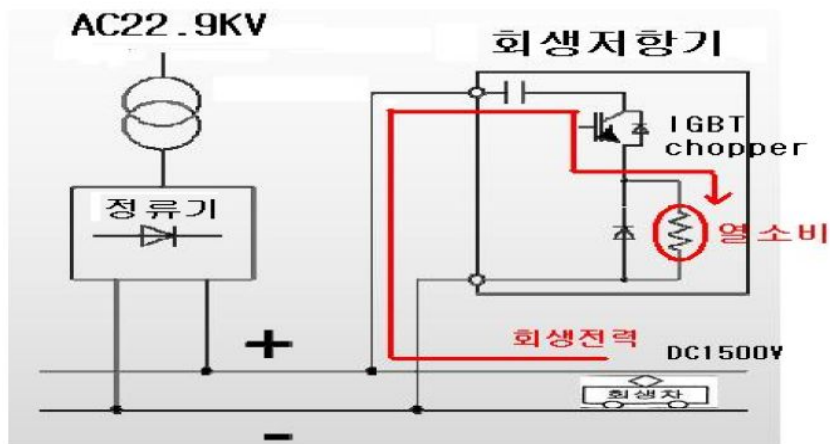 AC22.9KV
회생저항기
IGBT
chopper
정류기
열소비
+
회생전력
DC1500V
회생차
-